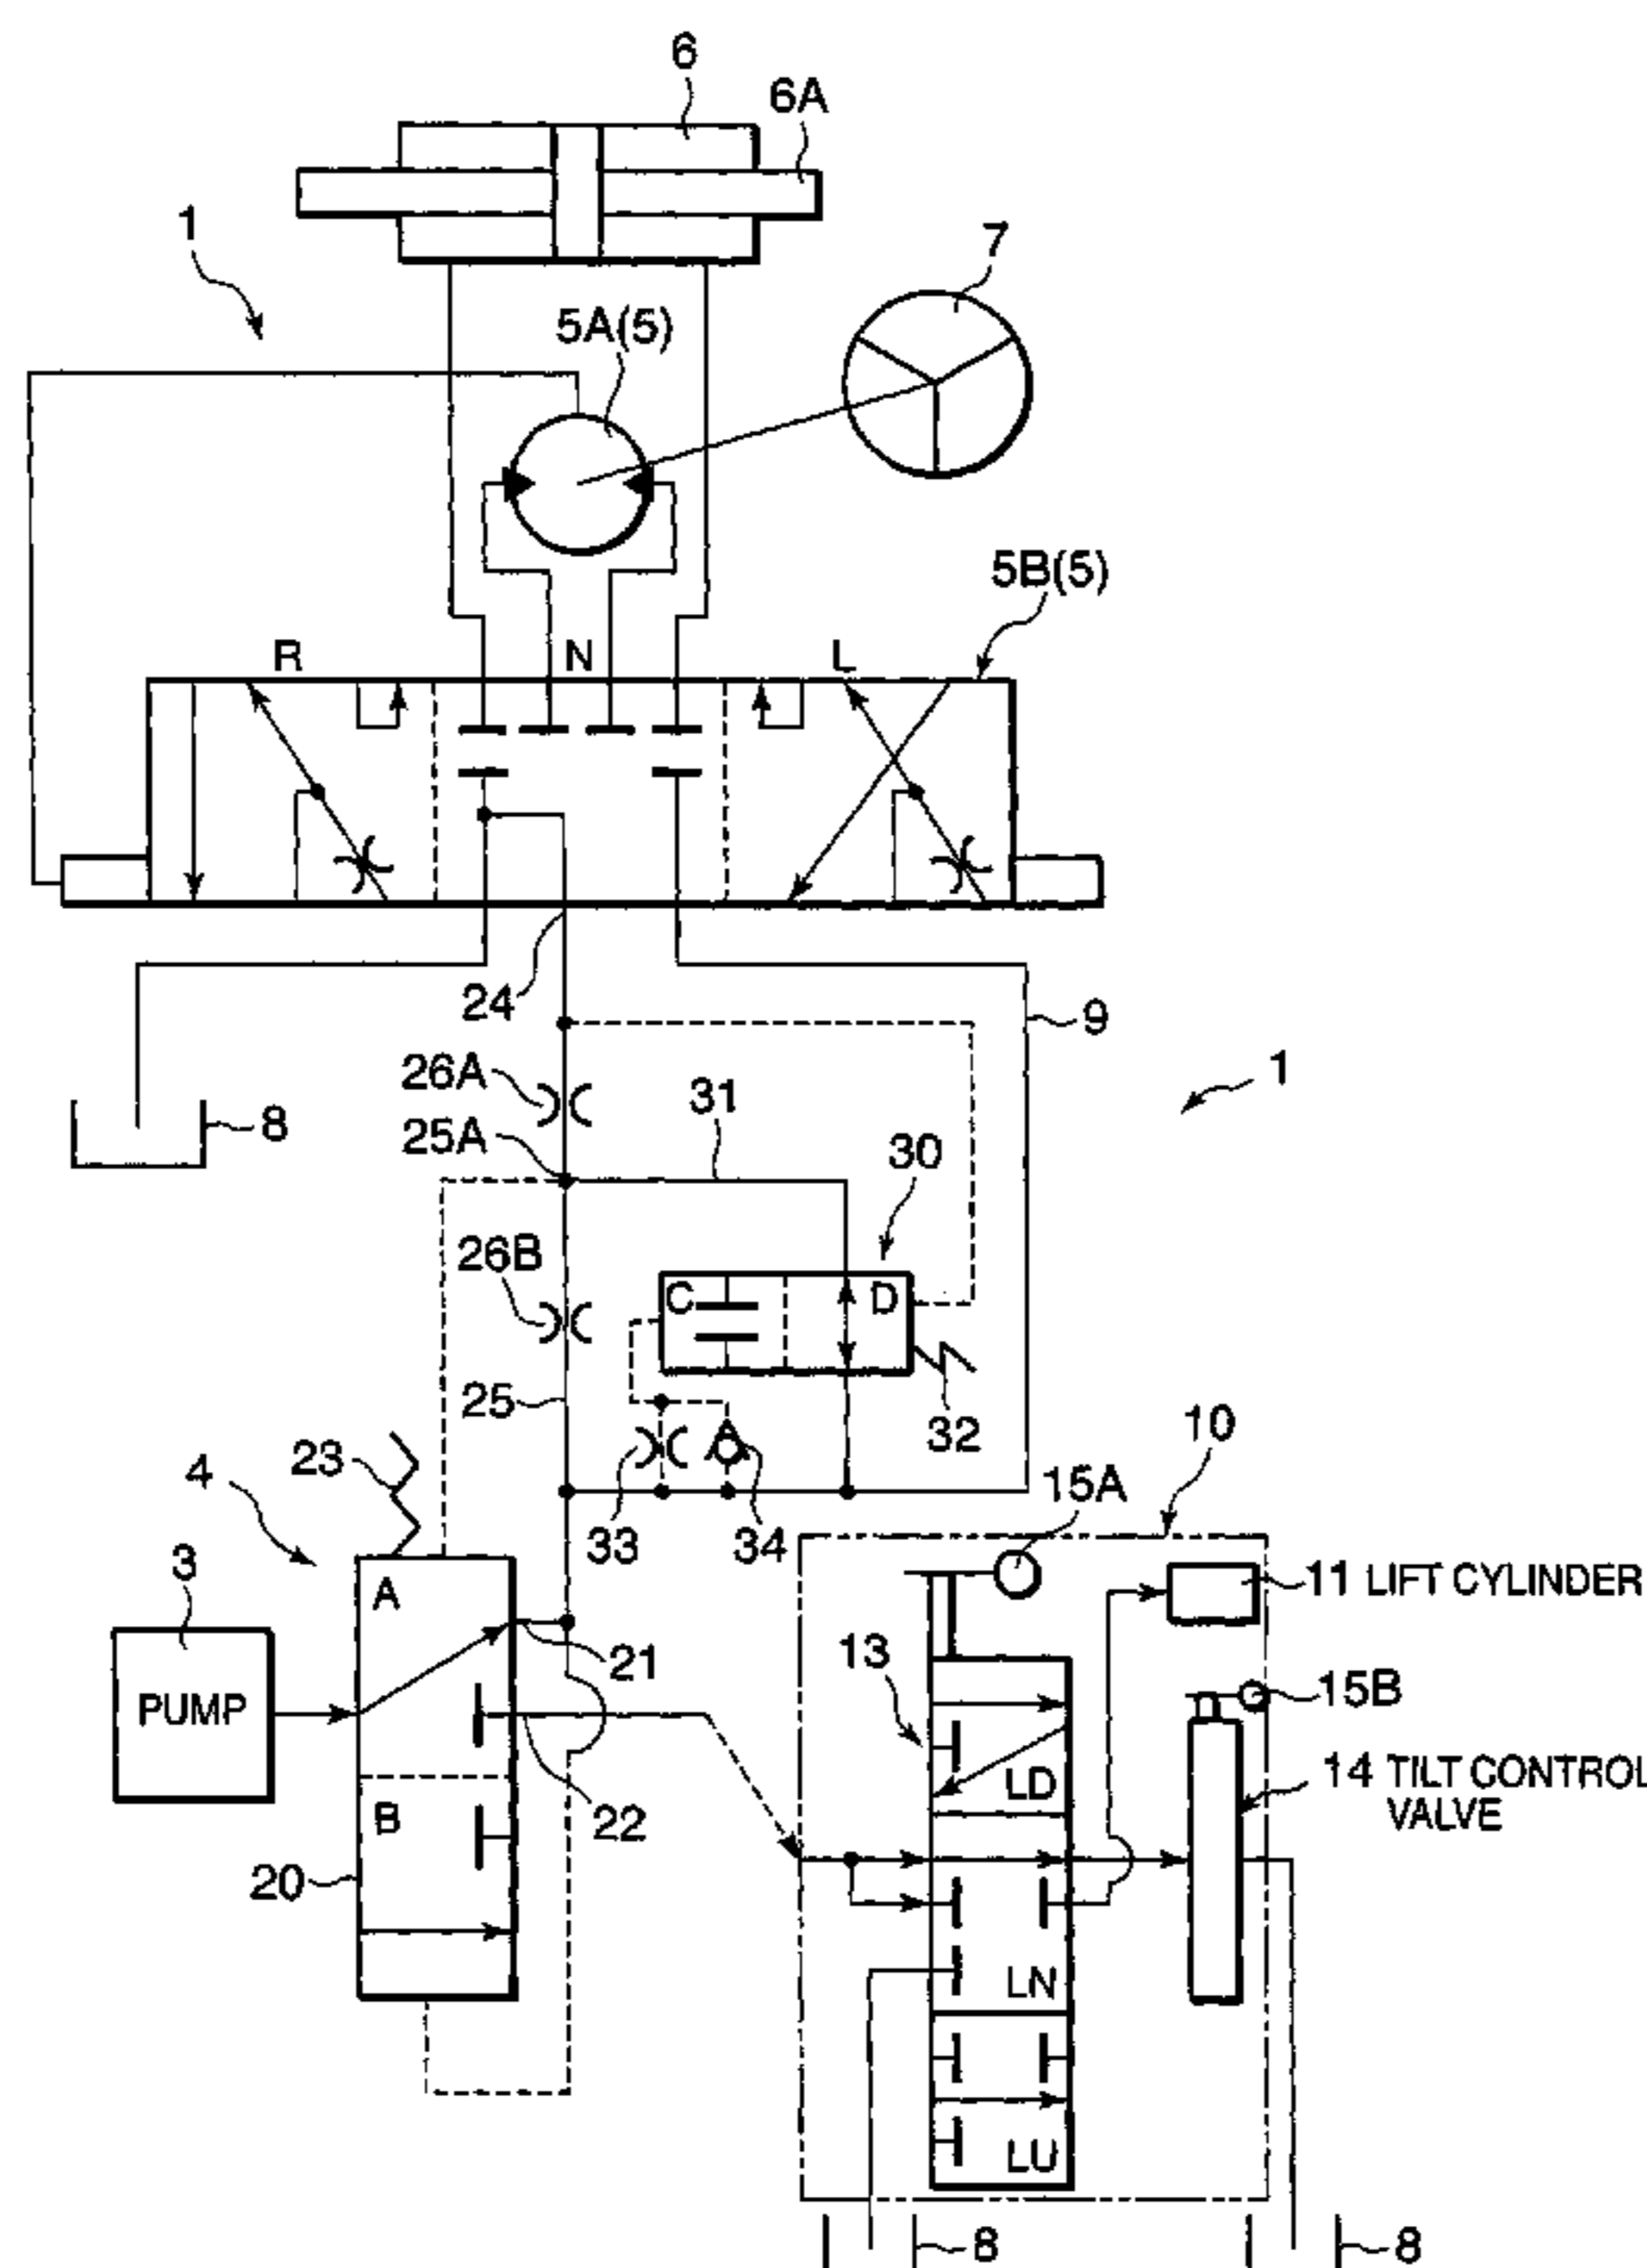 6
6A
1
7
5A(5)
5B(5)
R
N
L
24
9
26A
8
1
31
25A
30
26B
C
D
25
32
10
23
4
15A
33
34
3
A
11 LIFT CYLINDER
21
13
15B
PUMP
LD
14 TILT CONTROL
VALVE
B
22
20
LN
LU
8
8